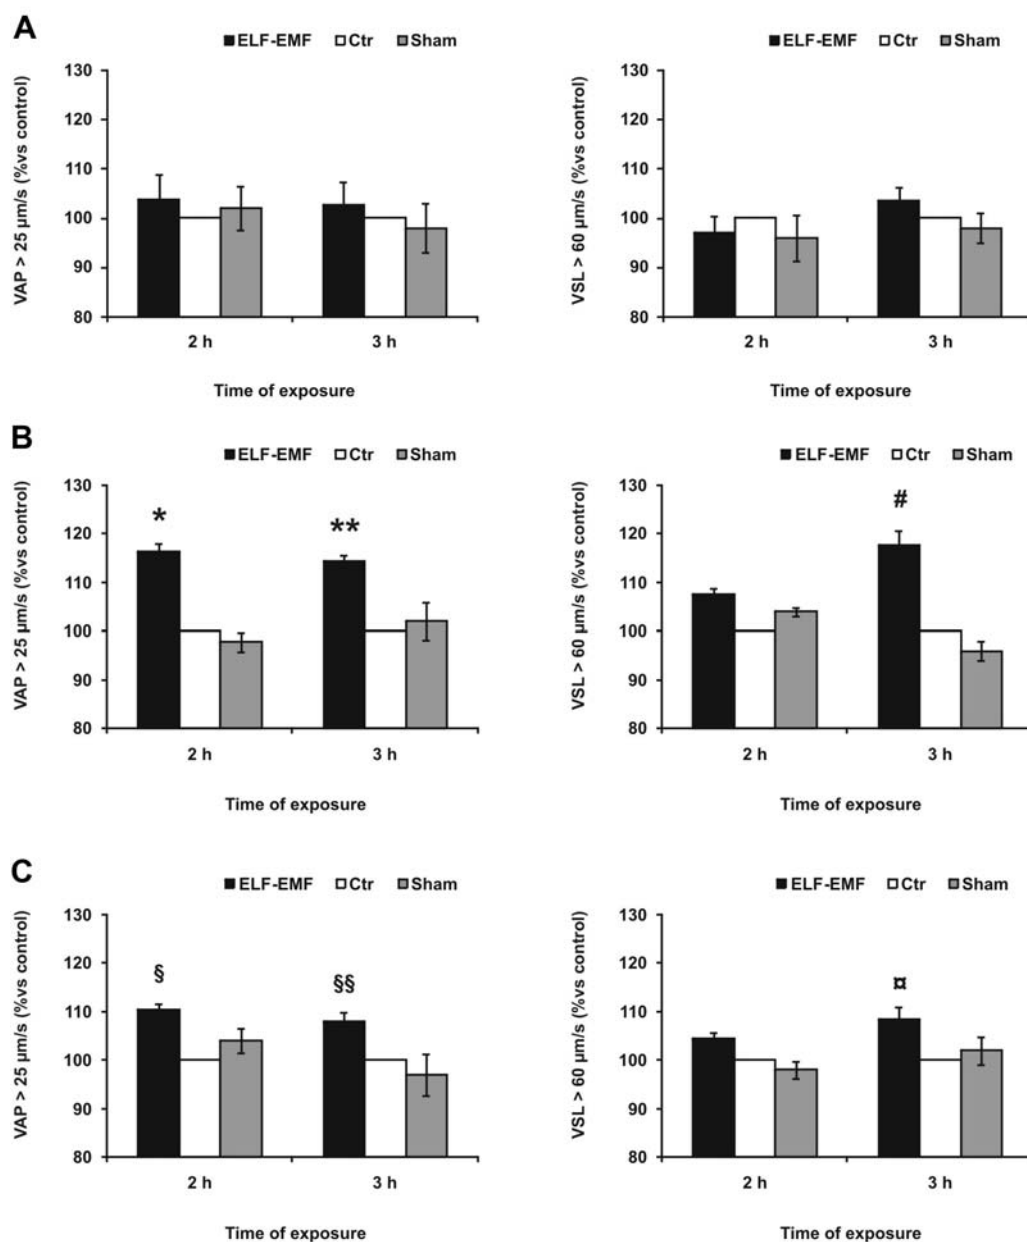 A
ELF-EMF Ctr Sham
VAP > 25 µm/s (%vs control)
130
120
110
100
90
80
2 h 3 h
Time of exposure
ELF-EMF Ctr Sham
VSL > 60 µm/s (%vs control)
130
120
110
100
90
80
2 h 3 h
Time of exposure
B
ELF-EMF Ctr Sham
VAP > 25 µm/s (%vs control)
130
120
110
100
90
80
* **
2 h 3 h
Time of exposure
ELF-EMF Ctr Sham
VSL > 60 µm/s (%vs control)
130
120
110
100
90
80
#
2 h 3 h
Time of exposure
C
ELF-EMF Ctr Sham
VAP > 25 µm/s (%vs control)
130
120
110
100
90
80
§ §§
2 h 3 h
Time of exposure
ELF-EMF Ctr Sham
VSL > 60 µm/s (%vs control)
130
120
110
100
90
80
¤
2 h 3 h
Time of exposure